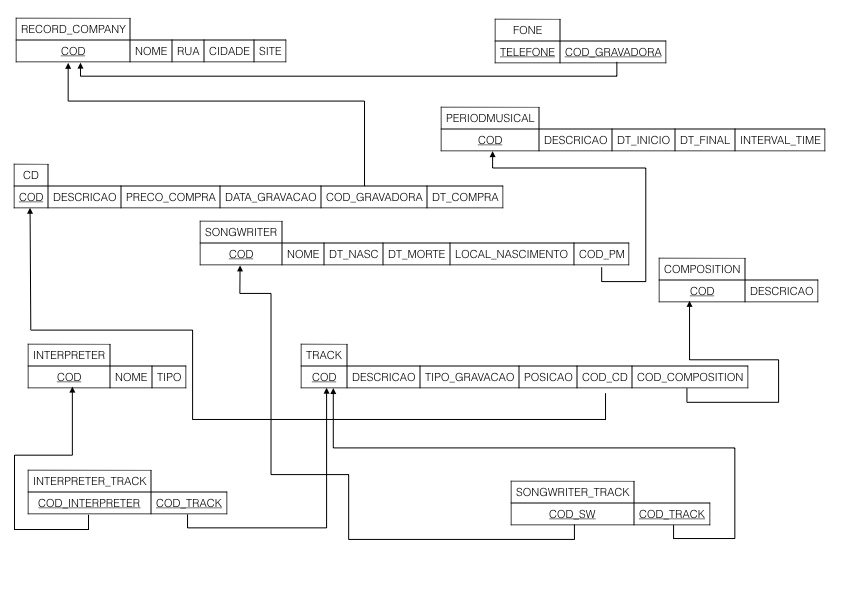 RECORD_COMPANY
COD NOME RUA CIDADE SITE
FONE
TELEFONE COD_GRAVADORA
PERIODMUSICAL
COD DESCRICAO DT_INICIO DT_FINAL INTERVAL_TIME
CD
COD DESCRICAO PRECO_COMPRA DATA_GRAVACAO COD_GRAVADORA DT_COMPRA
SONGWRITER
COD NOME DT_NASC DT_MORTE LOCAL_NASCIMENTO COD_PM
COMPOSITION
COD DESCRICAO
INTERPRETER
COD NOME TIPO
TRACK
COD DESCRICAO TIPO_GRAVACAO POSICAO COD_CD COD_COMPOSITION
INTERPRETER_TRACK
COD_INTERPRETER COD_TRACK
SONGWRITER_TRACK
COD_SW COD_TRACK